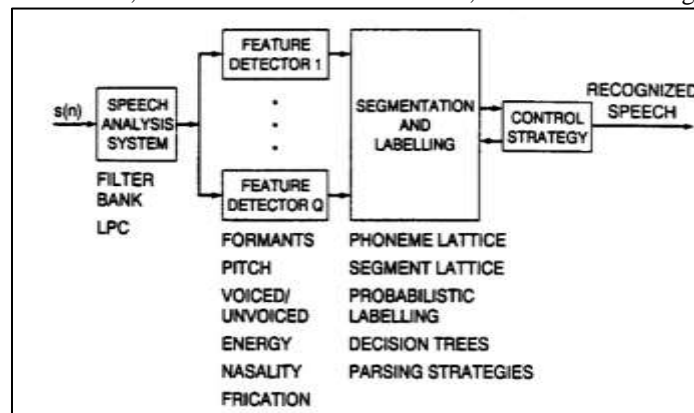 s(n)
SPEECH
ANALYSIS
SYSTEM
FILTER
BANK
LPC
FEATURE
DETECTOR 1
FEATURE
DETECTOR Q
FORMANTS
PITCH
VOICED/
UNVOICED
ENERGY
NASALITY
FRICATION
SEGMENTATION
AND
LABELLING
PHONEME LATTICE
SEGMENT LATTICE
PROBABILISTIC
LABELLING
DECISION TREES
PARSING STRATEGIES
CONTROL
STRATEGY
RECOGNIZED
SPEECH